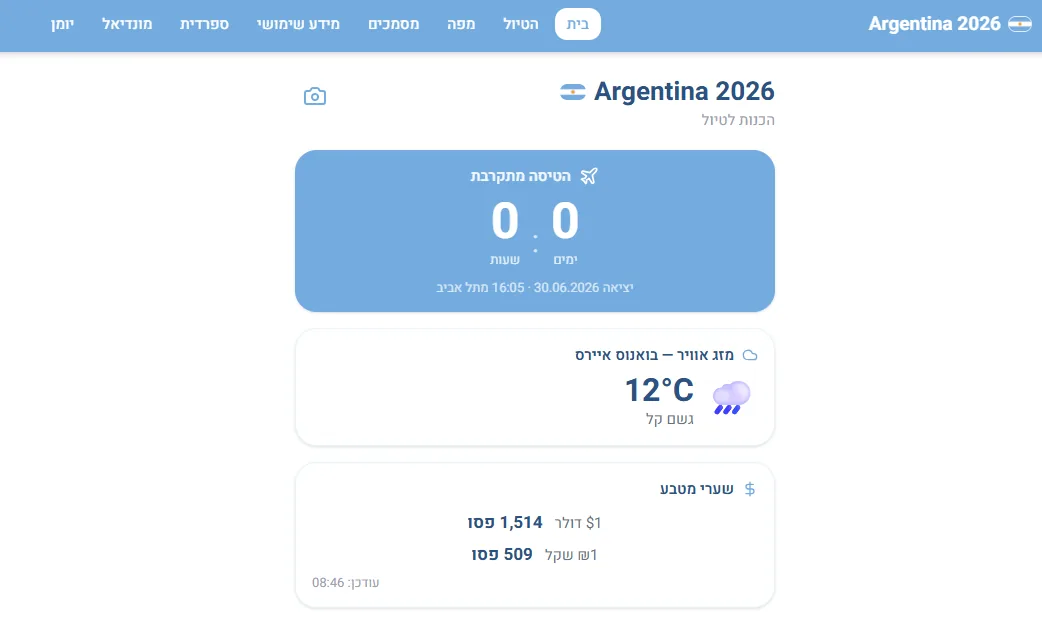 Argentina 2026
בית הטיול מפה מסמכים מידע שימושי ספרדית מונדיאל יומן
Argentina 2026
הכנות לטיול
הטיסה מתקרבת
0 : 0
ימים שעות
יציאה 30.06.2026 · 16:05 מתל אביב
מזג אוויר — בואנוס איירס
12°C
גשם קל
$ שערי מטבע
$1 דולר 1,514 פסו
₪1 שקל 509 פסו
עודכן: 08:46